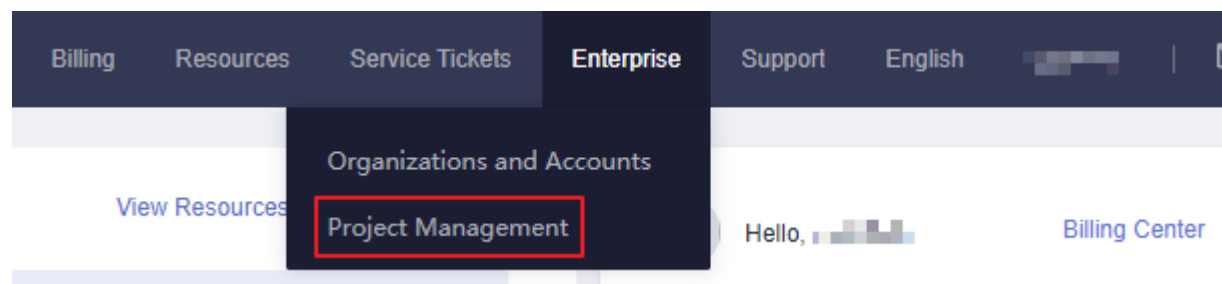 Billing Resources Service Tickets Enterprise Support English
Organizations and Accounts
View Resources
Project Management
Hello,
Billing Center